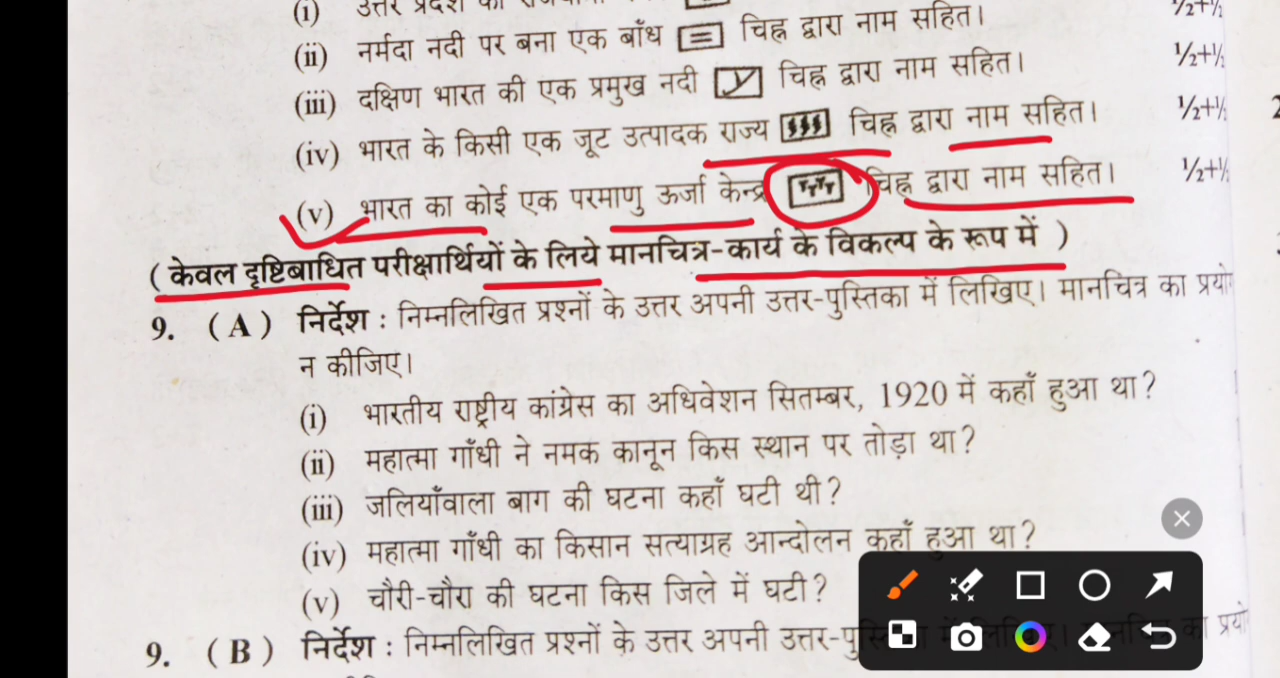 (i)
(ii) नर्मदा नदी पर बना एक बाँध चिह्न द्वारा नाम सहित। ½+½
(iii) दक्षिण भारत की एक प्रमुख नदी चिह्न द्वारा नाम सहित। ½+½
(iv) भारत के किसी एक जूट उत्पादक राज्य चिह्न द्वारा नाम सहित। ½+½
(v) भारत का कोई एक परमाणु ऊर्जा केन्द्र चिह्न द्वारा नाम सहित। ½+½
( केवल दृष्टिबाधित परीक्षार्थियों के लिये मानचित्र-कार्य के विकल्प के रूप में )
9. (A) निर्देश : निम्नलिखित प्रश्नों के उत्तर अपनी उत्तर-पुस्तिका में लिखिए। मानचित्र का
न कीजिए।
(i) भारतीय राष्ट्रीय कांग्रेस का अधिवेशन सितम्बर, 1920 में कहाँ हुआ था?
(ii) महात्मा गाँधी ने नमक कानून किस स्थान पर तोड़ा था?
(iii) जलियाँवाला बाग की घटना कहाँ घटी थी?
(iv) महात्मा गाँधी का किसान सत्याग्रह आन्दोलन कहाँ हुआ था?
(v) चौरी-चौरा की घटना किस जिले में घटी?
9. (B) निर्देश : निम्नलिखित प्रश्नों के उत्तर अपनी